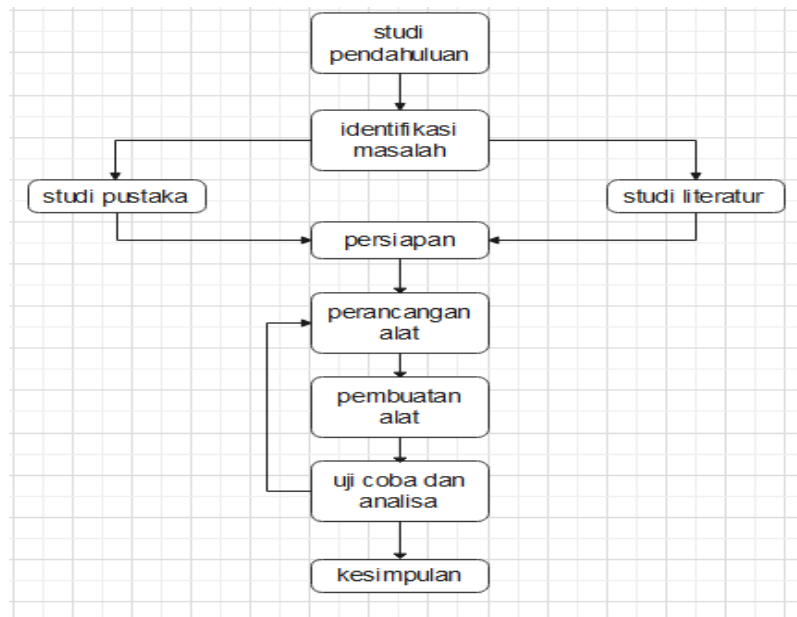 studi
pendahuluan
identifikasi
masalah
studi pustaka
studi literatur
persiapan
perancangan
alat
pembuatan
alat
uji coba dan
analisa
kesimpulan